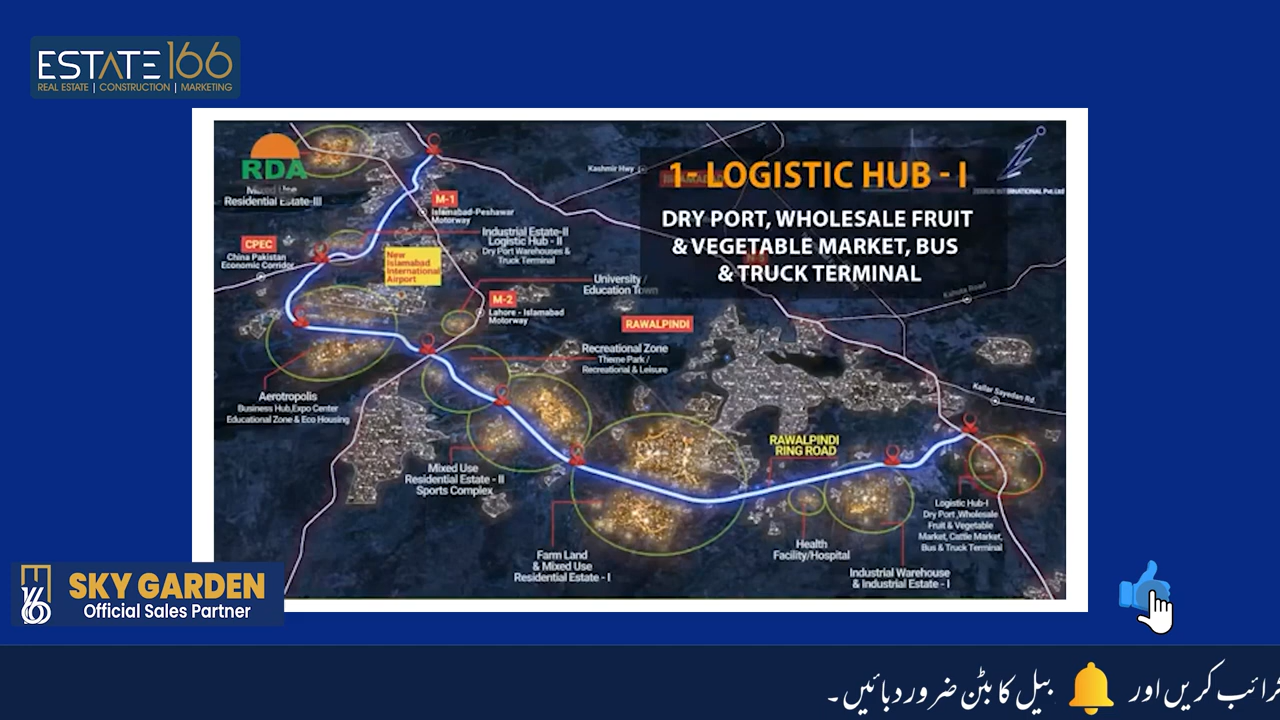 ESTATE166
REAL ESTATE | CONSTRUCTION | MARKETING
RDA
Mixed Use
Residential Estate-III
M-1
Islamabad-Peshawar
Motorway
Kashmir Hwy
1- LOGISTIC HUB - I
DRY PORT, WHOLESALE FRUIT
& VEGETABLE MARKET, BUS
& TRUCK TERMINAL
INTERNATIONAL Pvt. Ltd
CPEC
China Pakistan
Economic Corridor
Industrial Estate-II
Logistic Hub - II
Dry Port Warehouses &
Truck Terminal
New
Islamabad
International
Airport
University /
Education Town
M-2
Lahore - Islamabad
Motorway
RAWALPINDI
Kahuta Road
Recreational Zone
Theme Park /
Recreational & Leisure
Kallar Sayedan Rd.
Aerotropolis
Business Hub,Expo Center
Educational Zone & Eco Housing
RAWALPINDI
RING ROAD
Mixed Use
Residential Estate - II
Sports Complex
Logistic Hub-I
Dry Port ,Wholesale
Fruit & Vegetable
Market, Cattle Market,
Bus & Truck Terminal
Health
Facility/Hospital
Farm Land
& Mixed Use
Residential Estate - I
Industrial Warehouse
& Industrial Estate - I
SKY GARDEN
Official Sales Partner
کریں اور بیل کا بٹن ضرور دبائیں۔